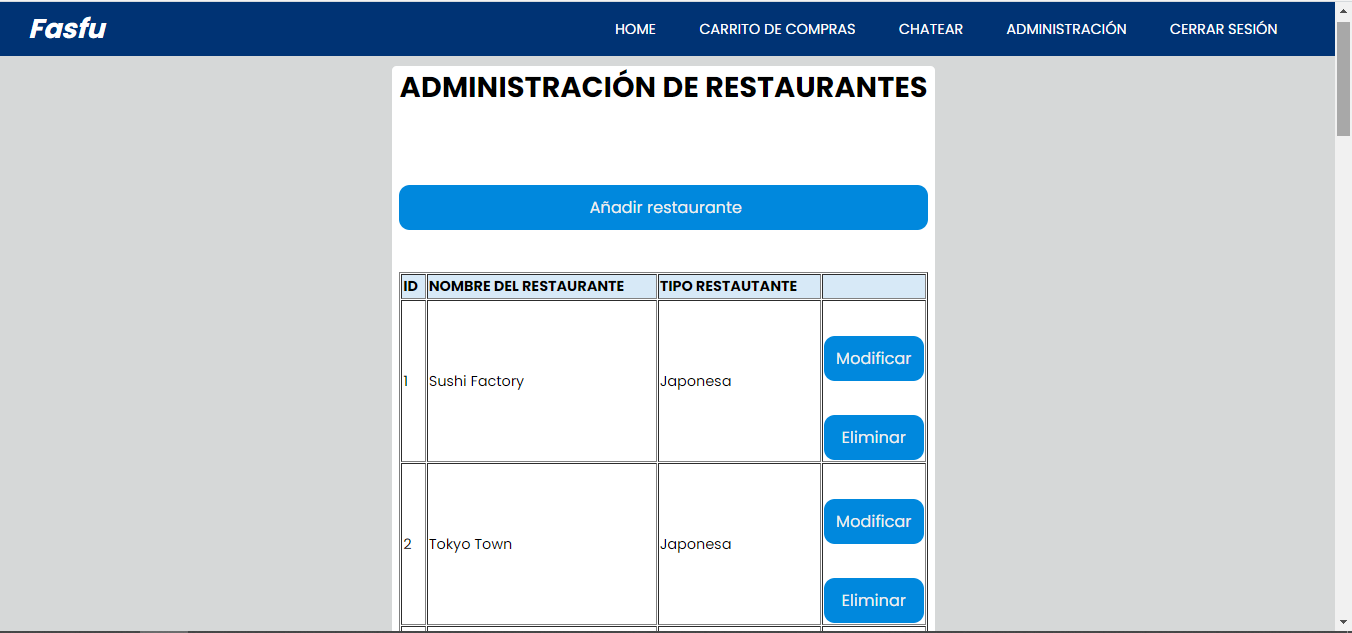 Fasfu HOME CARRITO DE COMPRAS CHATEAR ADMINISTRACIÓN CERRAR SESIÓN
ADMINISTRACIÓN DE RESTAURANTES
Añadir restaurante
ID NOMBRE DEL RESTAURANTE TIPO RESTAUTANTE
Modificar
1 Sushi Factory Japonesa
Eliminar
Modificar
2 Tokyo Town Japonesa
Eliminar